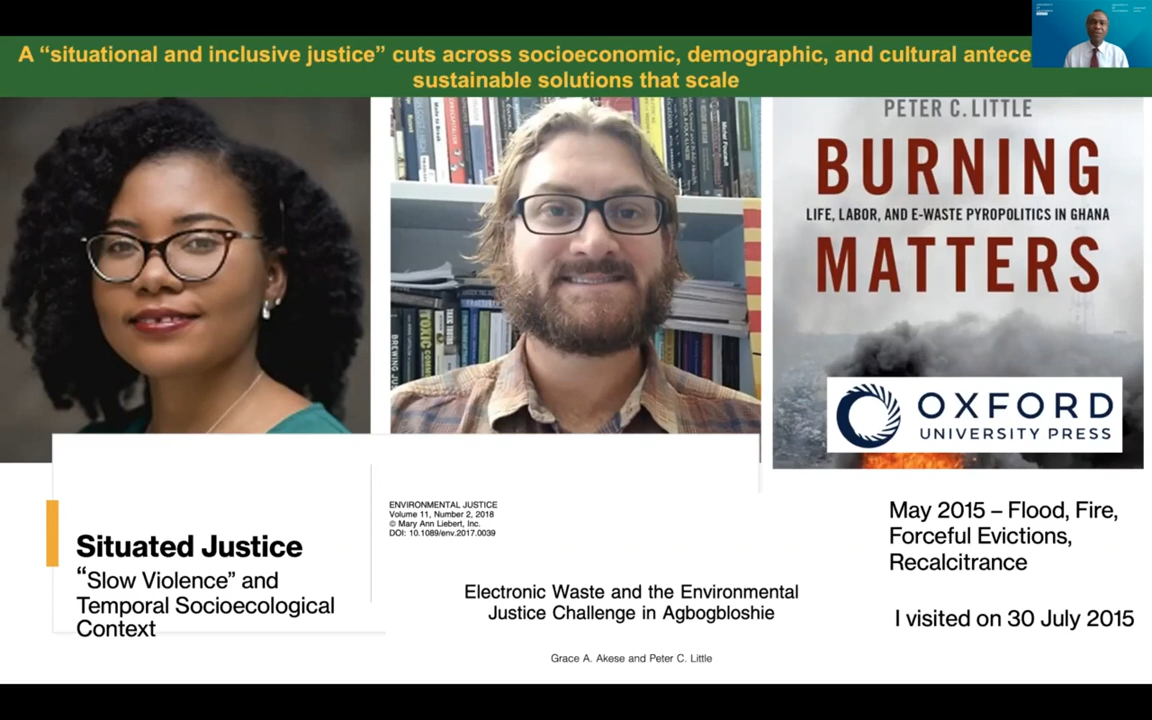 A “situational and inclusive justice” cuts across socioeconomic, demographic, and cultural antece
sustainable solutions that scale
PETER C. LITTLE
BURNING
LIFE, LABOR, AND E-WASTE PYROPOLITICS IN GHANA
MATTERS
OXFORD
UNIVERSITY PRESS
Situated Justice
“Slow Violence” and
Temporal Socioecological
Context
ENVIRONMENTAL JUSTICE
Volume 11, Number 2, 2018
© Mary Ann Liebert, Inc.
DOI: 10.1089/env.2017.0039
Electronic Waste and the Environmental
Justice Challenge in Agbogbloshie
Grace A. Akese and Peter C. Little
May 2015 – Flood, Fire,
Forceful Evictions,
Recalcitrance
I visited on 30 July 2015